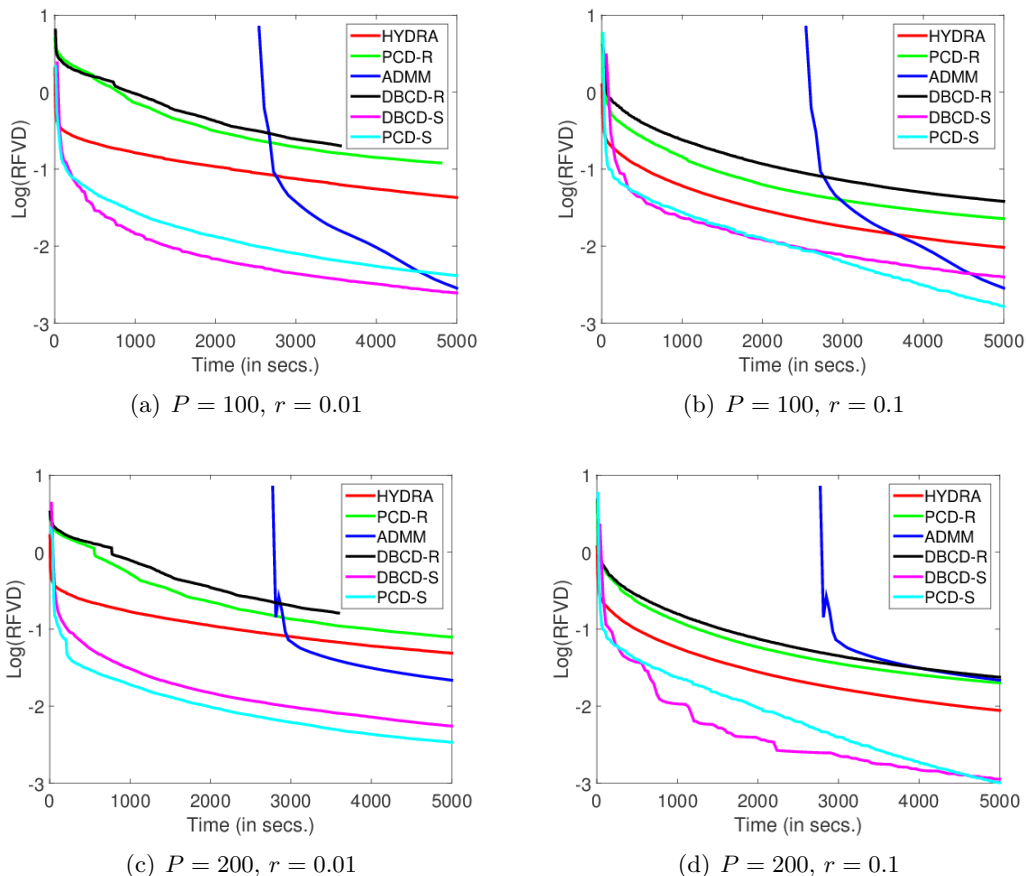 1
0
-1
-2
-3
Log(RFVD)
0 1000 2000 3000 4000 5000
Time (in secs.)
HYDRA
PCD-R
ADMM
DBCD-R
DBCD-S
PCD-S
(a) P = 100, r = 0.01
1
0
-1
-2
-3
Log(RFVD)
0 1000 2000 3000 4000 5000
Time (in secs.)
HYDRA
PCD-R
ADMM
DBCD-R
DBCD-S
PCD-S
(b) P = 100, r = 0.1
1
0
-1
-2
-3
Log(RFVD)
0 1000 2000 3000 4000 5000
Time (in secs.)
HYDRA
PCD-R
ADMM
DBCD-R
DBCD-S
PCD-S
(c) P = 200, r = 0.01
1
0
-1
-2
-3
Log(RFVD)
0 1000 2000 3000 4000 5000
Time (in secs.)
HYDRA
PCD-R
ADMM
DBCD-R
DBCD-S
PCD-S
(d) P = 200, r = 0.1